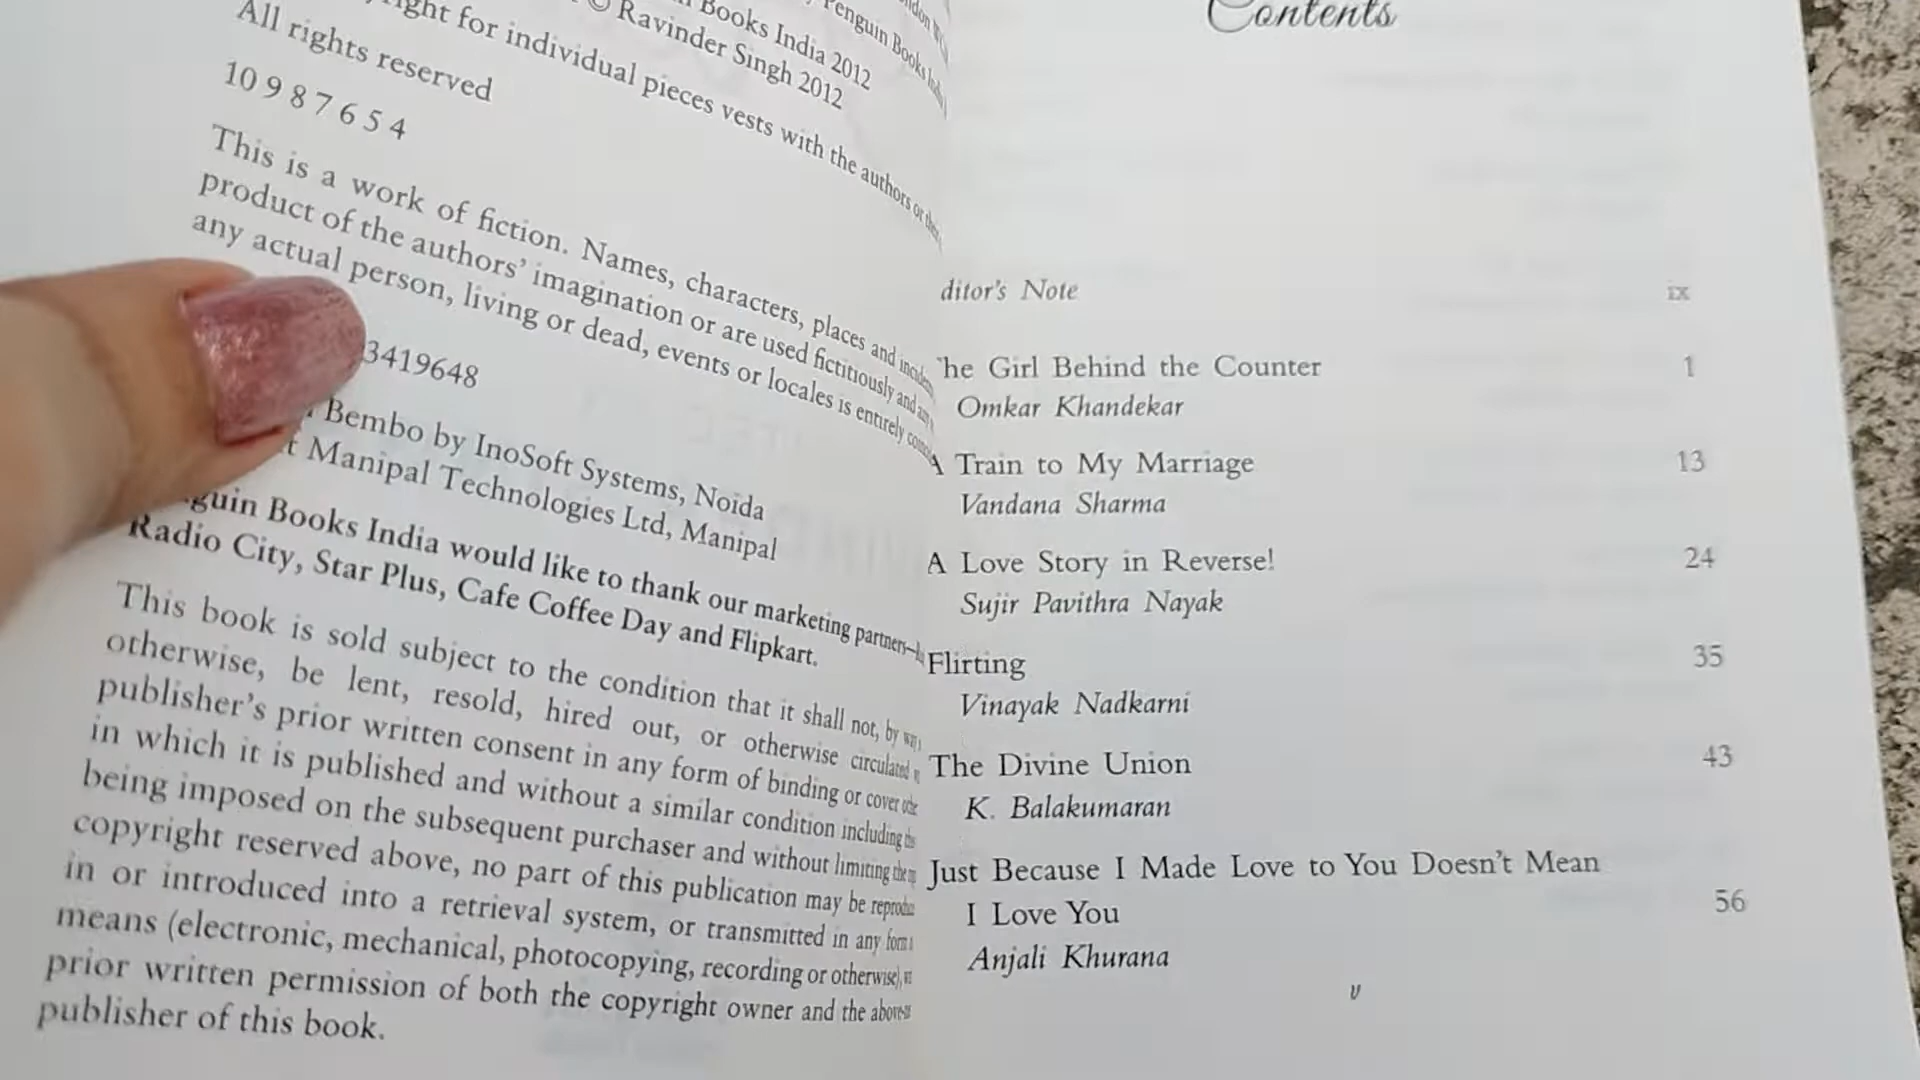 Penguin Books
Books India 2012
© Ravinder Singh 2012
for individual pieces vests with the authors or
All rights reserved
10 9 8 7 6 5 4
This is a work of fiction. Names, characters, places and
product of the authors' imagination or are used fictitiously and
any actual person, living or dead, events or locales is entirely
3419648
Bembo by InoSoft Systems, Noida
Manipal Technologies Ltd, Manipal
Books India would like to thank our marketing partners—
Radio City, Star Plus, Cafe Coffee Day and Flipkart.
This book is sold subject to the condition that it shall not, by
otherwise, be lent, resold, hired out, or otherwise circulated
publisher's prior written consent in any form of binding or cover
in which it is published and without a similar condition including
being imposed on the subsequent purchaser and without limiting the
copyright reserved above, no part of this publication may be
in or introduced into a retrieval system, or transmitted in any form
means (electronic, mechanical, photocopying, recording or otherwise),
prior written permission of both the copyright owner and the
publisher of this book.
Contents
ditor's Note ix
he Girl Behind the Counter 1
Omkar Khandekar
A Train to My Marriage 13
Vandana Sharma
A Love Story in Reverse! 24
Sujir Pavithra Nayak
Flirting 35
Vinayak Nadkarni
The Divine Union 43
K. Balakumaran
Just Because I Made Love to You Doesn't Mean
I Love You 56
Anjali Khurana
v